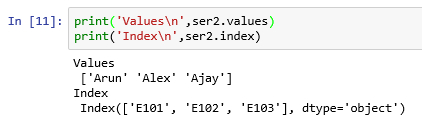 In [11]: print('Values\n',ser2.values)
print('Index\n',ser2.index)
Values
 ['Arun' 'Alex' 'Ajay']
Index
 Index(['E101', 'E102', 'E103'], dtype='object')